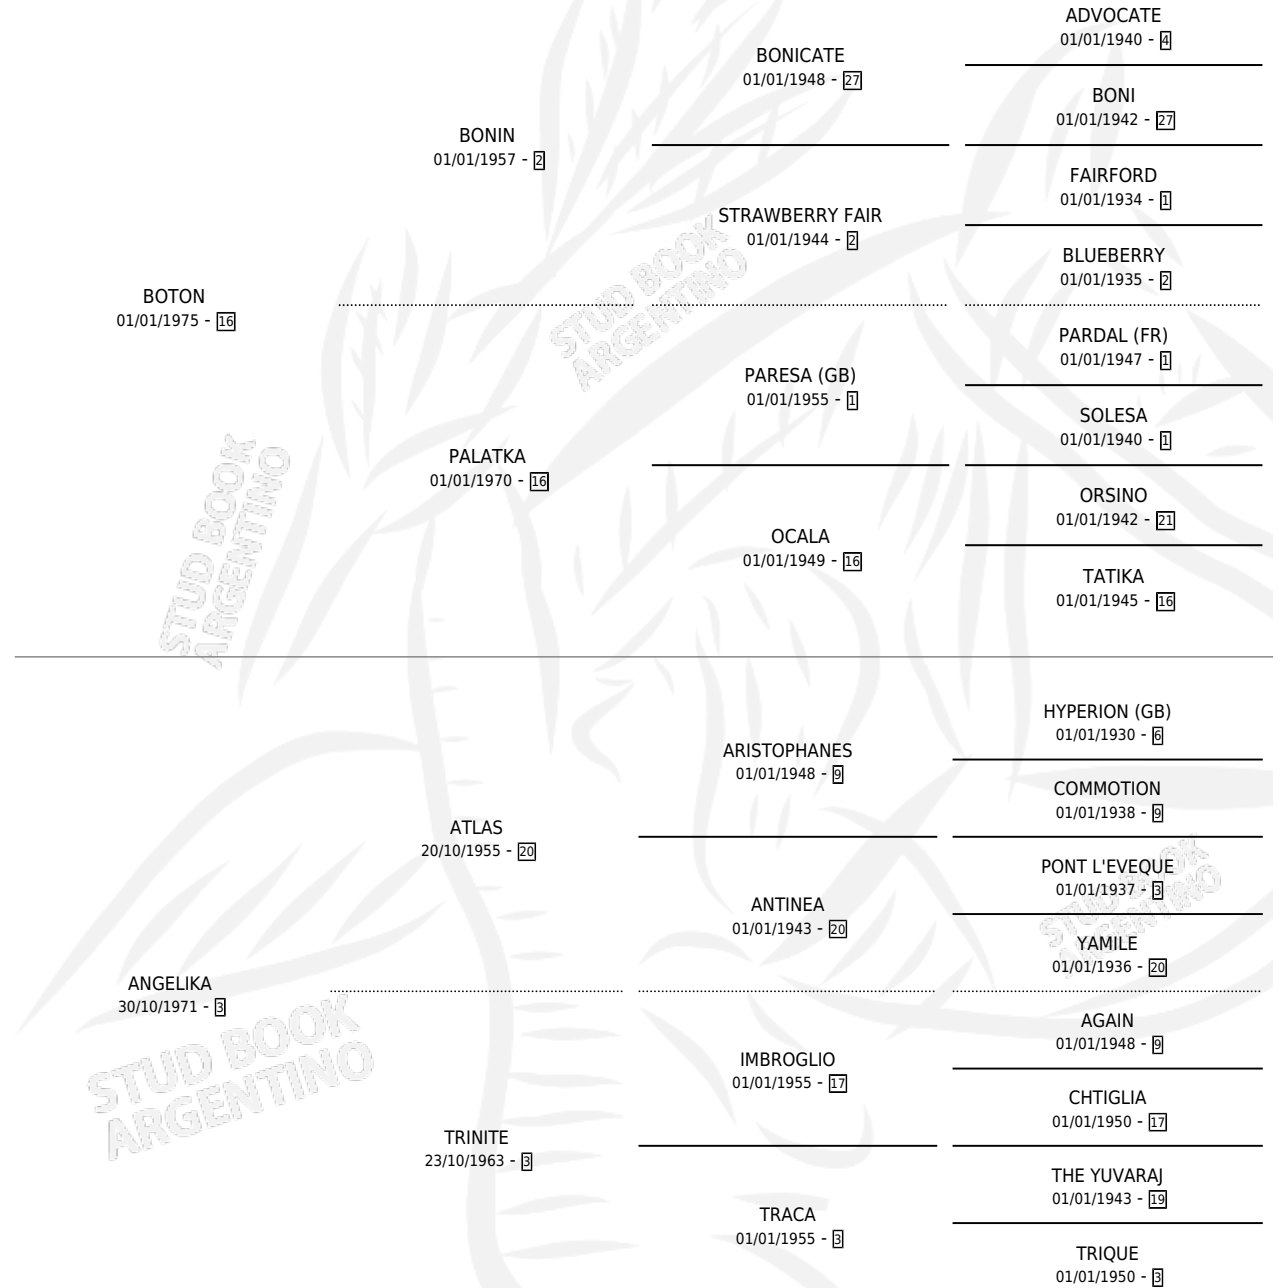 ADVOCATE
01/01/1940 - 4
BONICATE
01/01/1948 - 27
BONI
01/01/1942 - 27
BONIN
01/01/1957 - 2
FAIRFORD
01/01/1934 - 1
STRAWBERRY FAIR
01/01/1944 - 2
BLUEBERRY
01/01/1935 - 2
BOTON
01/01/1975 - 16
PARDAL (FR)
01/01/1947 - 1
PARESA (GB)
01/01/1955 - 1
SOLESA
01/01/1940 - 1
PALATKA
01/01/1970 - 16
ORSINO
01/01/1942 - 21
OCALA
01/01/1949 - 16
TATIKA
01/01/1945 - 16
STUD BOOK
ARGENTINO
STUD BOOK
ARGENTINO
HYPERION (GB)
01/01/1930 - 6
ARISTOPHANES
01/01/1948 - 9
COMMOTION
01/01/1938 - 9
ATLAS
20/10/1955 - 20
PONT L'EVEQUE
01/01/1937 - 3
ANTINEA
01/01/1943 - 20
YAMILE
01/01/1936 - 20
ANGELIKA
30/10/1971 - 3
AGAIN
01/01/1948 - 9
IMBROGLIO
01/01/1955 - 17
CHTIGLIA
01/01/1950 - 17
TRINITE
23/10/1963 - 3
THE YUVARAJ
01/01/1943 - 19
TRACA
01/01/1955 - 3
TRIQUE
01/01/1950 - 3
STUD BOOK
ARGENTINO
STUD BOOK
ARGENTINO